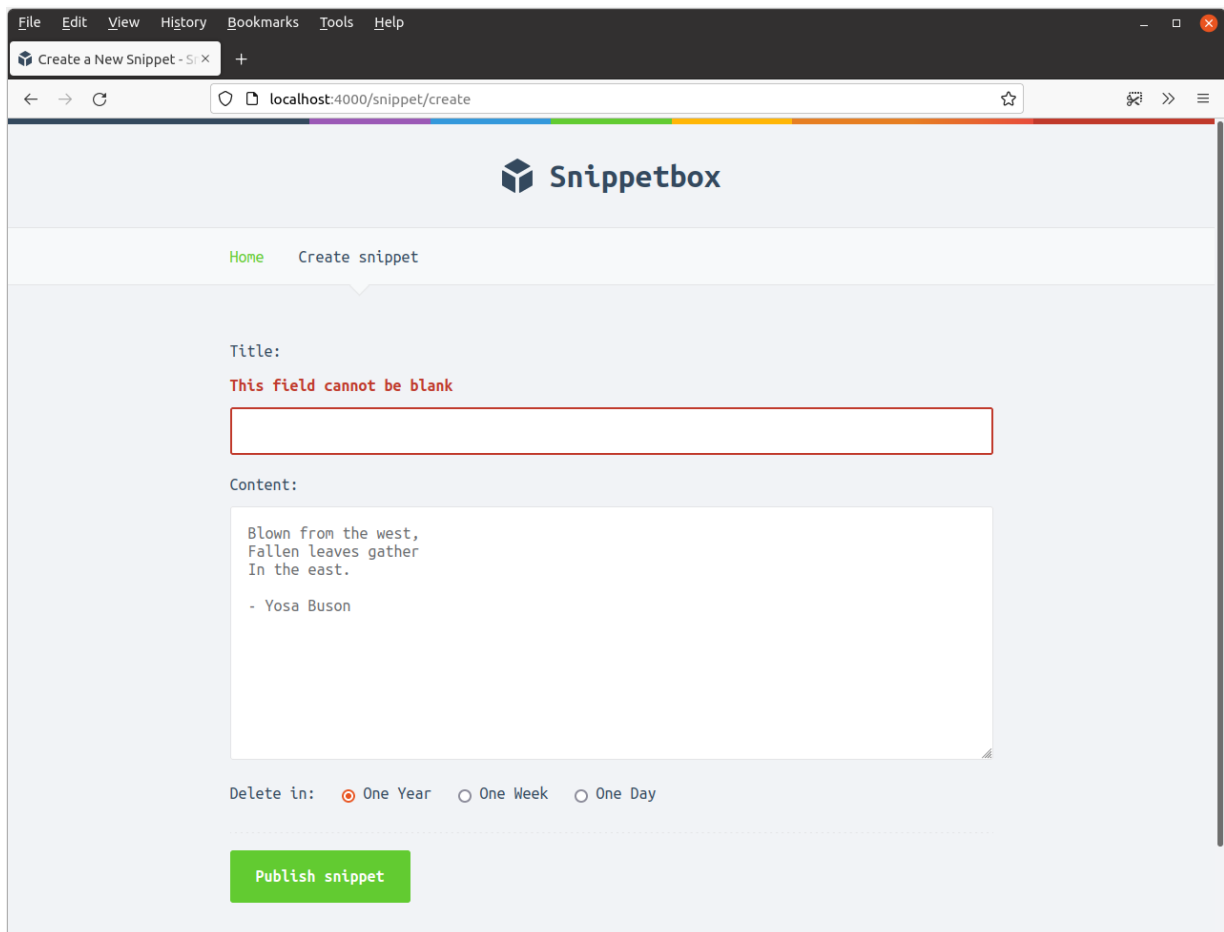 File Edit View History Bookmarks Tools Help
Create a New Snippet - Sn
localhost:4000/snippet/create
Snippetbox
Home Create snippet
Title:
This field cannot be blank
Content:
Blown from the west,
Fallen leaves gather
In the east.
- Yosa Buson
Delete in: One Year One Week One Day
Publish snippet